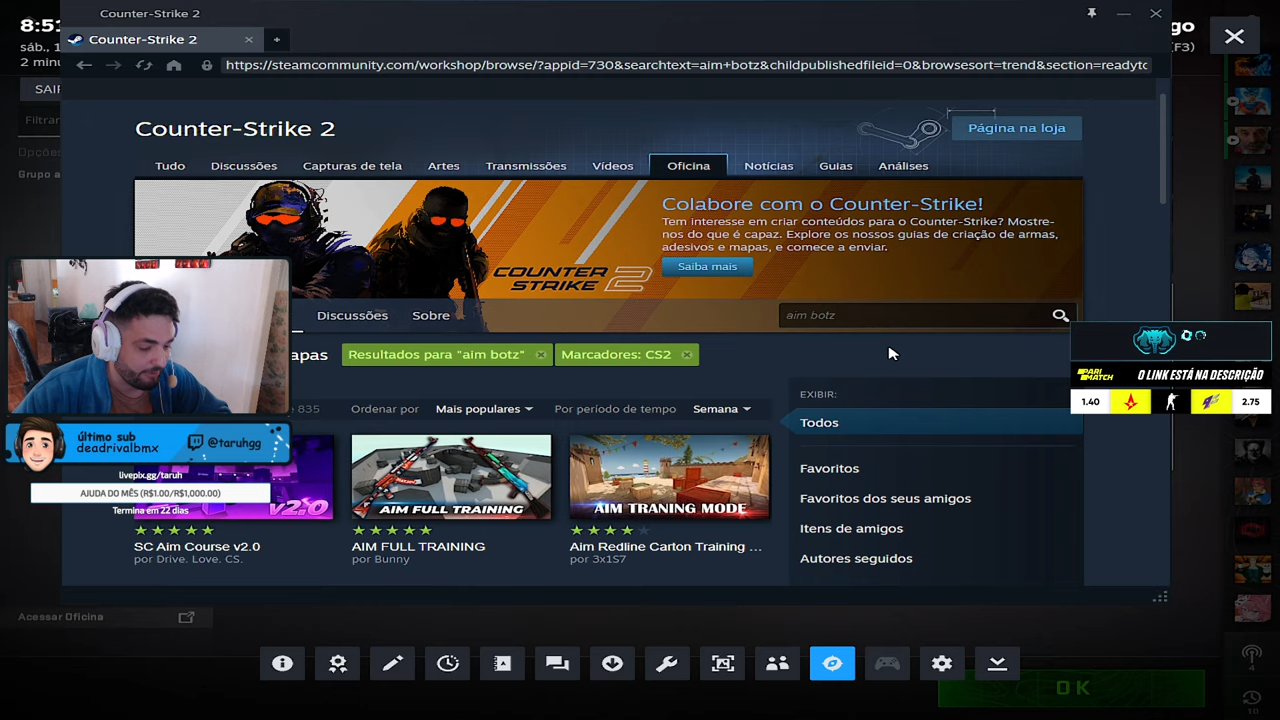 Counter-Strike 2
8:51
sáb., 1
2 minu
SAIR
Filtrar
Opções
Grupo a
Counter-Strike 2
https://steamcommunity.com/workshop/browse/?appid=730&searchtext=aim+botz&childpublishedfileid=0&browsesort=trend&section=readyto
go
(F3)
Counter-Strike 2
Página na loja
Tudo Discussões Capturas de tela Artes Transmissões Vídeos Oficina Notícias Guias Análises
Colabore com o Counter-Strike!
Tem interesse em criar conteúdos para o Counter-Strike? Mostre-
nos do que é capaz. Explore os nossos guias de criação de armas,
adesivos e mapas, e comece a enviar.
Saiba mais
COUNTER
STRIKE 2
Discussões Sobre
aim botz
apas
Resultados para "aim botz"
Marcadores: CS2
835
Ordenar por Mais populares Por período de tempo Semana
EXIBIR:
Todos
Favoritos
Favoritos dos seus amigos
Itens de amigos
Autores seguidos
V2.0
SC Aim Course v2.0
por Drive. Love. CS.
AIM FULL TRAINING
AIM FULL TRAINING
por Bunny
AIM TRANING MODE
Aim Redline Carton Training ...
por 3x1S7
último sub
deadrivalbmx
@taruhgg
livepix.gg/taruh
AJUDA DO MÊS (R$1.00/R$1,000.00)
Termina em 22 dias
PARI
MATCH
O LINK ESTÁ NA DESCRIÇÃO
1.40
2.75
Acessar Oficina
OK
4
10